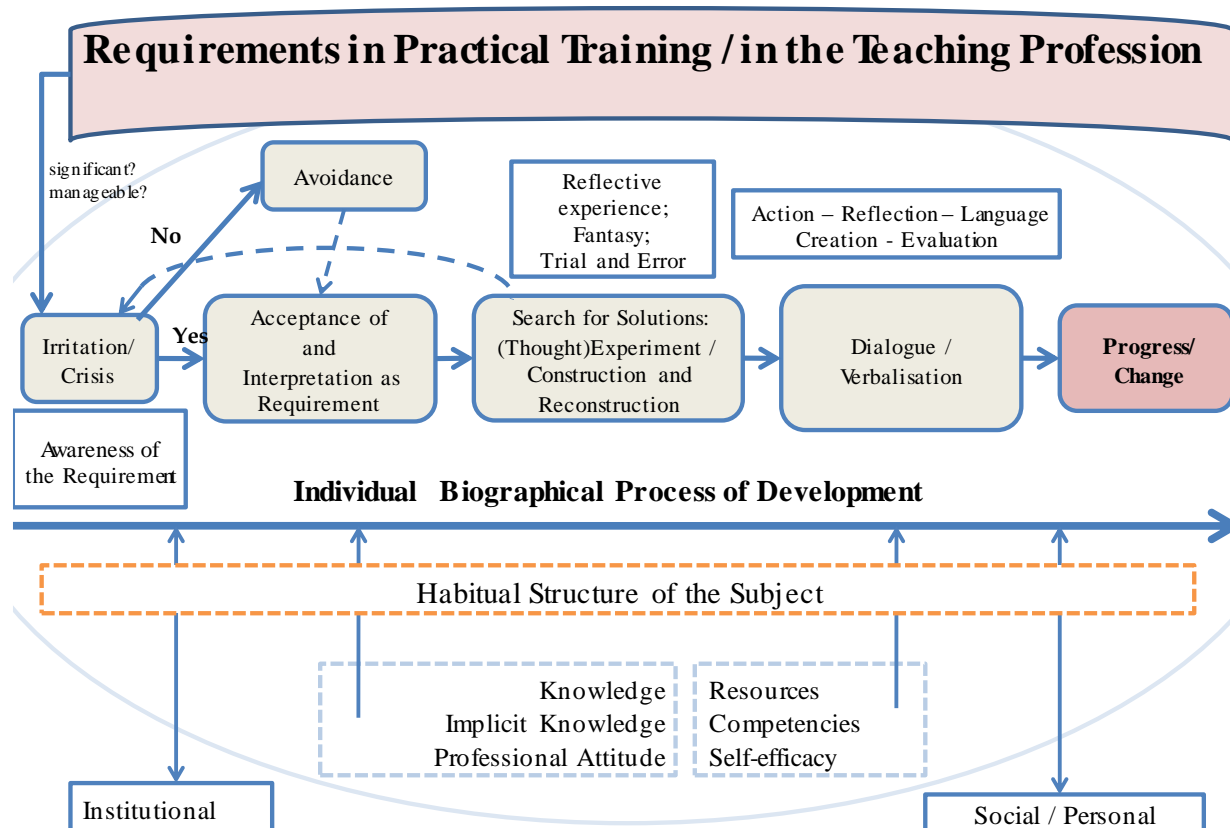 Requirements in Practical Training / in the Teaching Profession
significant?
manageable?
Avoidance
No
Reflective
experience;
Fantasy;
Trial and Error
Action – Reflection – Language
Creation - Evaluation
Irritation/
Crisis
Yes
Acceptance of
and
Interpretation as
Requirement
Search for Solutions:
(Thought)Experiment /
Construction and
Reconstruction
Dialogue /
Verbalisation
Progress/
Change
Awareness of
the Requirement
Individual Biographical Process of Development
Habitual Structure of the Subject
Knowledge
Implicit Knowledge
Professional Attitude
Resources
Competencies
Self-efficacy
Institutional
Social / Personal